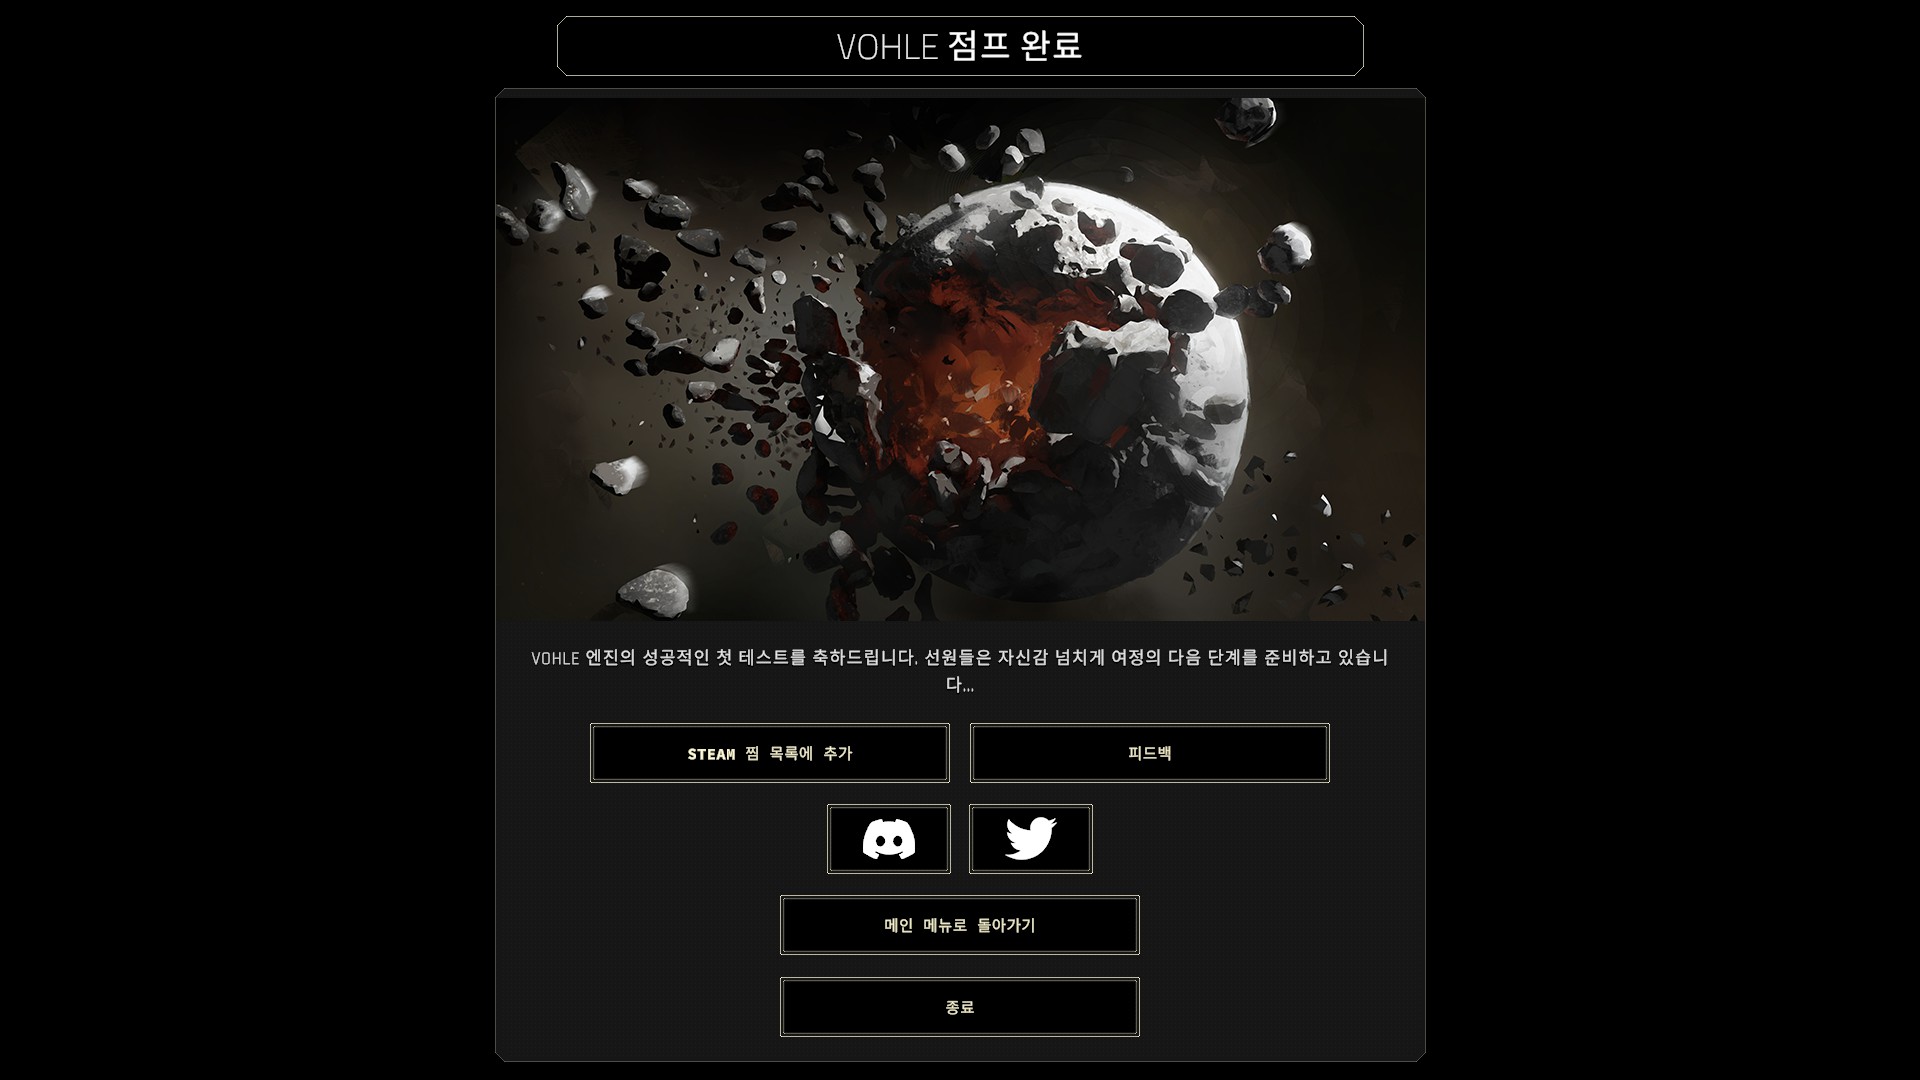 VOHLE 점프 완료
VOHLE 엔진의 성공적인 첫 테스트를 축하드립니다. 선원들은 자신감 넘치게 여정의 다음 단계를 준비하고 있습니
다...
STEAM 찜 목록에 추가
피드백
메인 메뉴로 돌아가기
종료